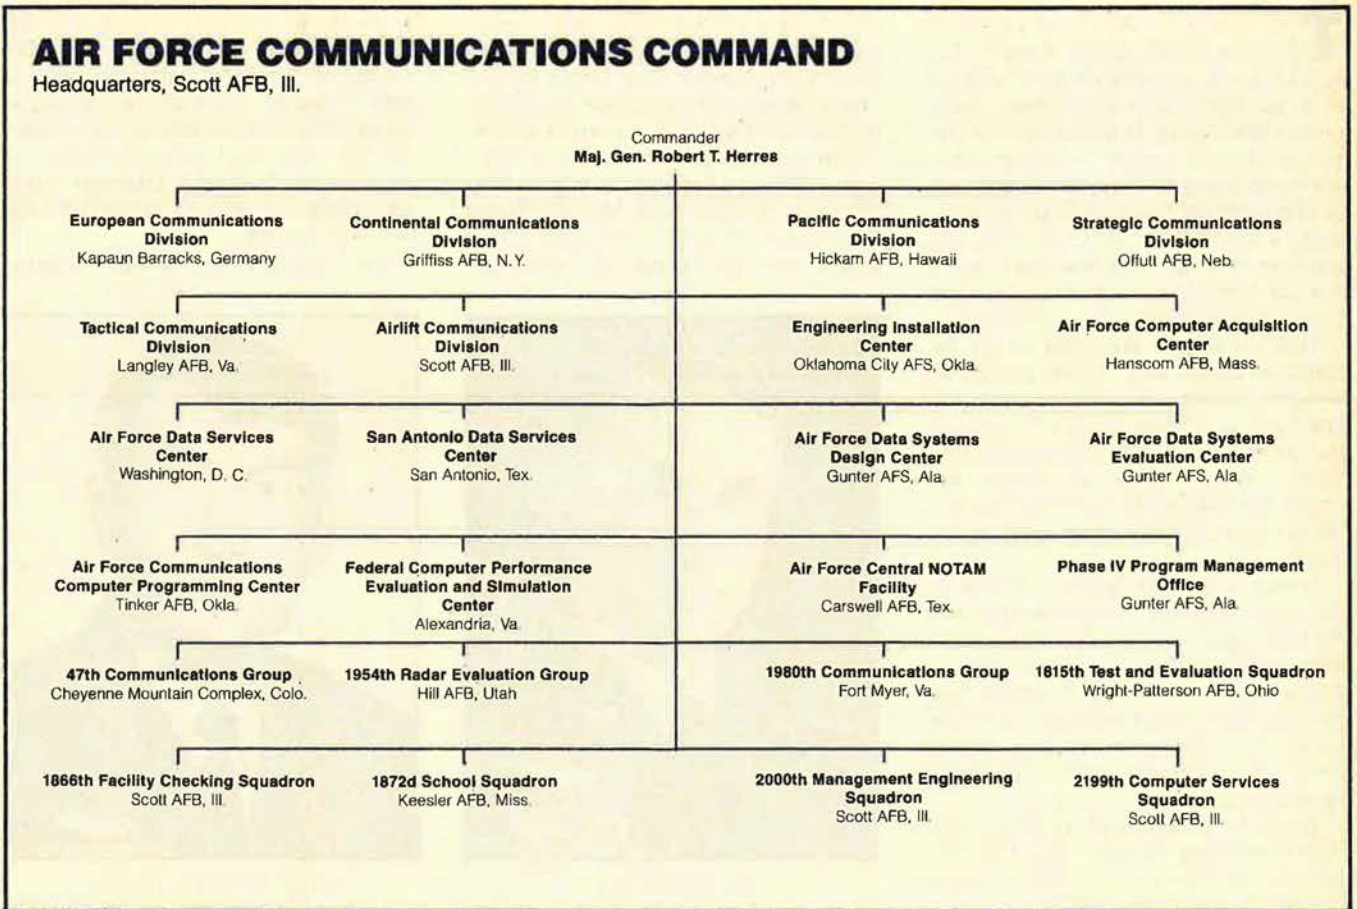 AIR FORCE COMMUNICATIONS COMMAND
Headquarters, Scott AFB, Ill.
Commander
Maj. Gen. Robert T. Herres
European Communications
Division
Kapaun Barracks, Germany
Continental Communications
Division
Griffiss AFB, N.Y.
Pacific Communications
Division
Hickam AFB, Hawaii
Strategic Communications
Division
Offutt AFB, Neb.
Tactical Communications
Division
Langley AFB, Va.
Airlift Communications
Division
Scott AFB, Ill.
Engineering Installation
Center
Oklahoma City AFS, Okla.
Air Force Computer Acquisition
Center
Hanscom AFB, Mass.
Air Force Data Services
Center
Washington, D. C.
San Antonio Data Services
Center
San Antonio, Tex.
Air Force Data Systems
Design Center
Gunter AFS, Ala.
Air Force Data Systems
Evaluation Center
Gunter AFS, Ala.
Air Force Communications
Computer Programming Center
Tinker AFB, Okla.
Federal Computer Performance
Evaluation and Simulation
Center
Alexandria, Va.
Air Force Central NOTAM
Facility
Carswell AFB, Tex.
Phase IV Program Management
Office
Gunter AFS, Ala.
47th Communications Group
Cheyenne Mountain Complex, Colo.
1954th Radar Evaluation Group
Hill AFB, Utah
1980th Communications Group
Fort Myer, Va.
1815th Test and Evaluation Squadron
Wright-Patterson AFB, Ohio
1866th Facility Checking Squadron
Scott AFB, Ill.
1872d School Squadron
Keesler AFB, Miss.
2000th Management Engineering
Squadron
Scott AFB, Ill.
2199th Computer Services
Squadron
Scott AFB, Ill.